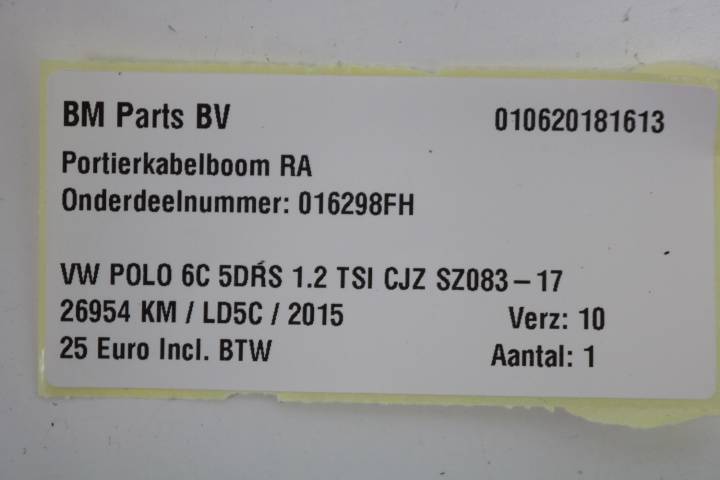 BM Parts BV 010620181613
Portierkabelboom RA
Onderdeelnummer: 016298FH
VW POLO 6C 5DRS 1.2 TSI CJZ SZ083-17
26954 KM / LD5C / 2015 Verz: 10
25 Euro Incl. BTW Aantal: 1